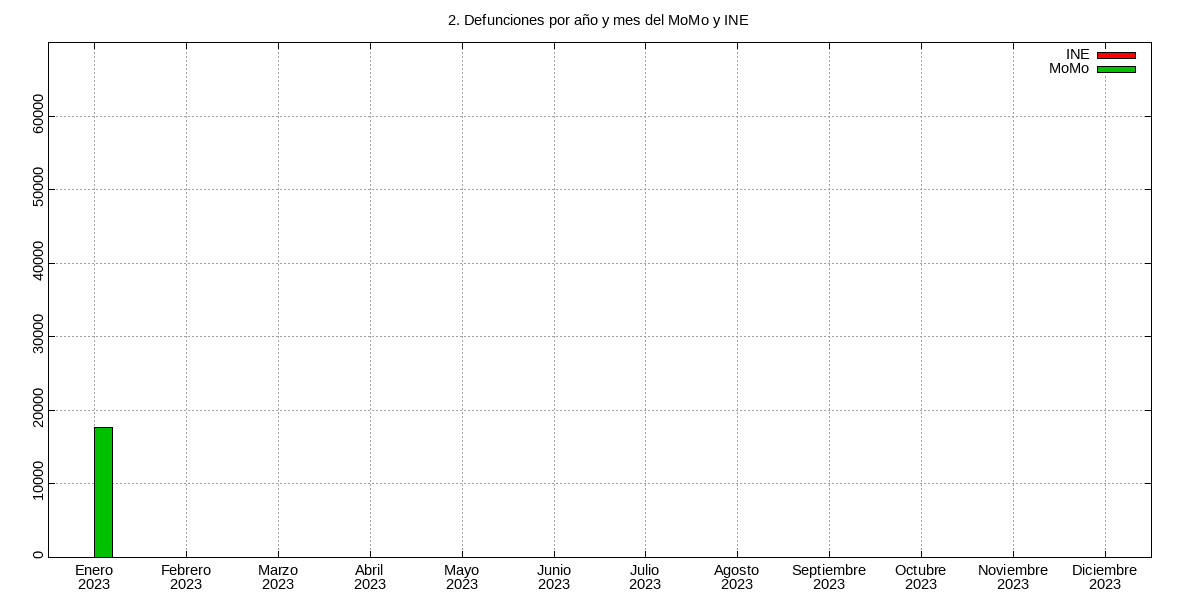 2. Defunciones por año y mes del MoMo y INE
INE
MoMo
60000
50000
40000
30000
20000
10000
0
Enero Febrero Marzo Abril Mayo Junio Julio Agosto Septiembre Octubre Noviembre Diciembre
2023 2023 2023 2023 2023 2023 2023 2023 2023 2023 2023 2023